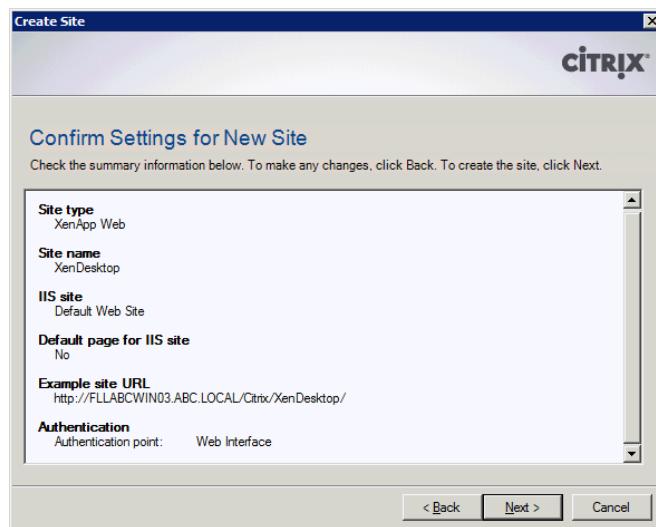 Create Site
CİTRIX
Confirm Settings for New Site
Check the summary information below. To make any changes, click Back. To create the site, click Next.
Site type
XenApp Web
Site name
XenDesktop
IIS site
Default Web Site
Default page for IIS site
No
Example site URL
http://FLLABCWIN03.ABC.LOCAL/Citrix/XenDesktop/
Authentication
Authentication point: Web Interface
< Back Next > Cancel